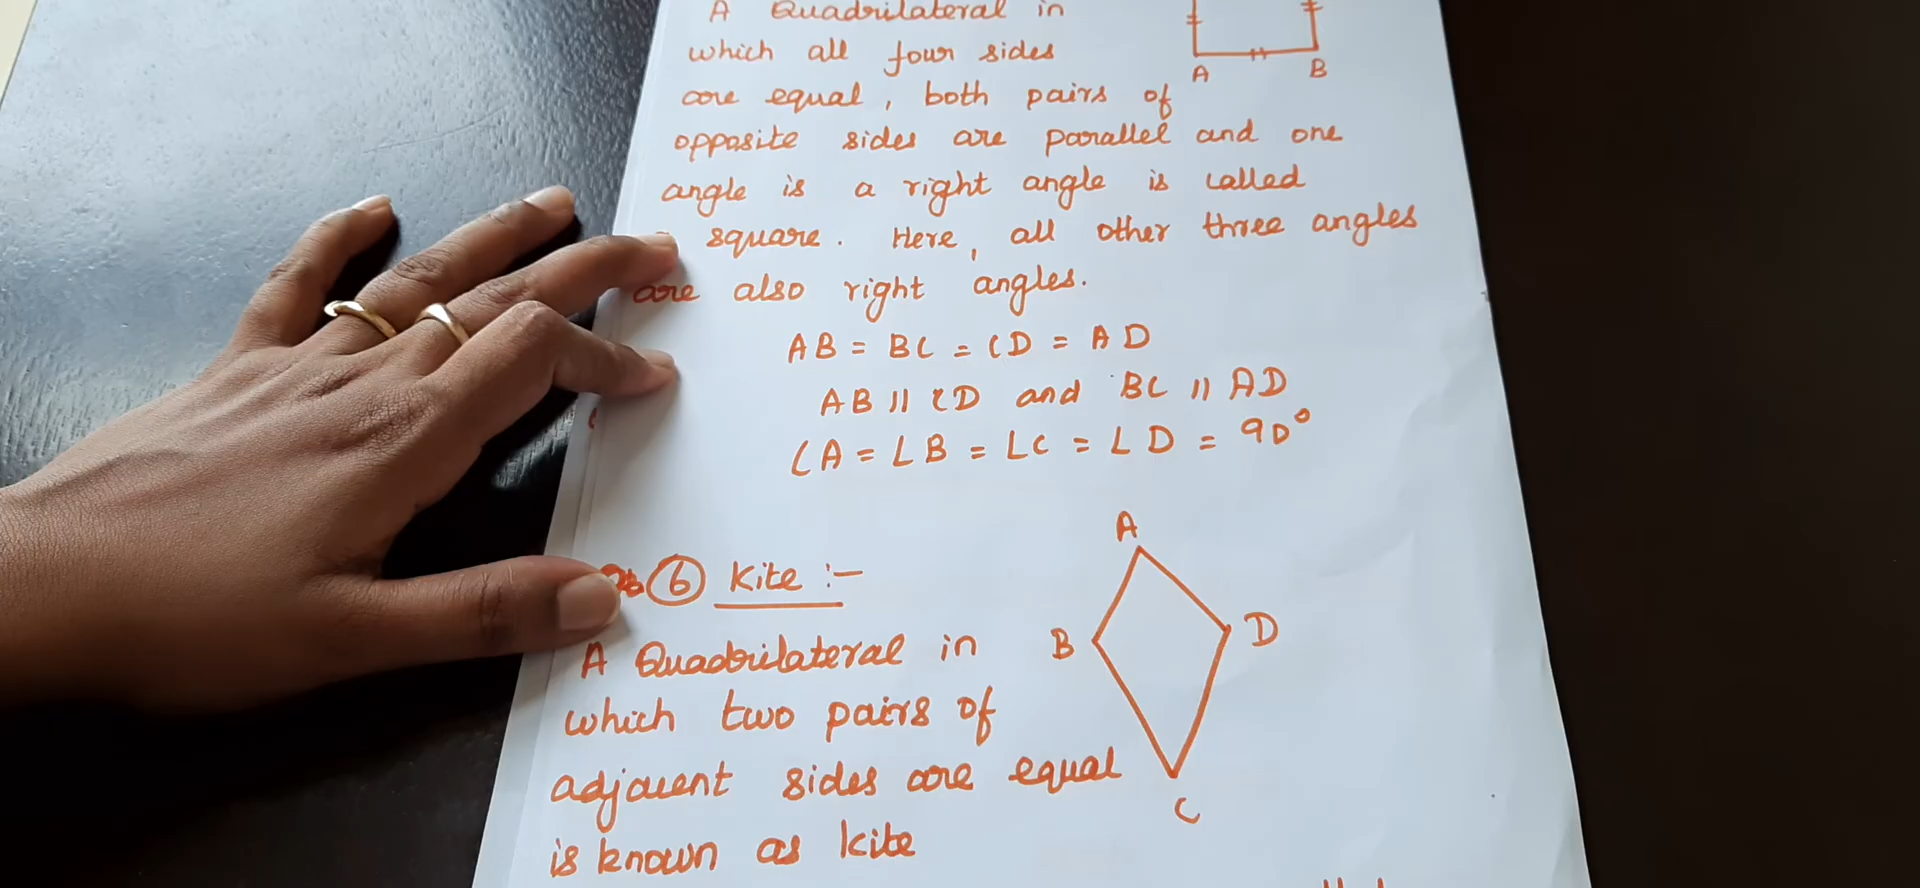 A Quadrilateral in
which all four sides
are equal, both pairs of
opposite sides are parallel and one
angle is a right angle is called
square. Here, all other three angles
are also right angles.
A B
AB = BC = CD = AD
AB || CD and BC || AD
∠A = ∠B = ∠C = ∠D = 90°
6 Kite :-
A
B D
C
A Quadrilateral in
which two pairs of
adjacent sides are equal
is known as kite